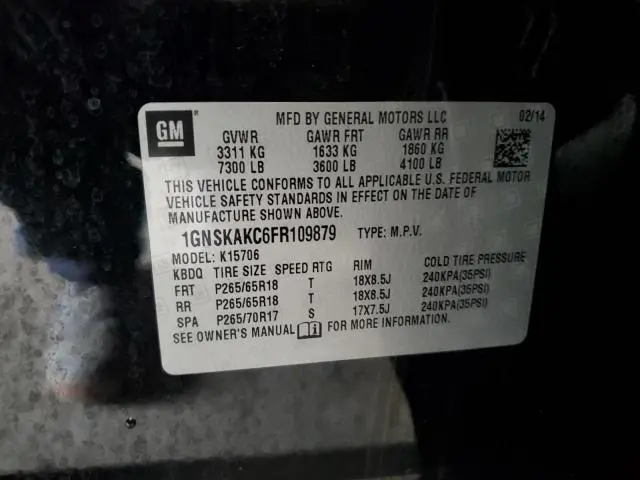 GM
MFD BY GENERAL MOTORS LLC 02/14
GVWR GAWR FRT GAWR RR
3311 KG 1633 KG 1860 KG
7300 LB 3600 LB 4100 LB
THIS VEHICLE CONFORMS TO ALL APPLICABLE U.S. FEDERAL MOTOR
VEHICLE SAFETY STANDARDS IN EFFECT ON THE DATE OF
MANUFACTURE SHOWN ABOVE.
1GNSKAKC6FR109879 TYPE: M.P.V.
MODEL: K15706
KBDQ TIRE SIZE SPEED RTG RIM COLD TIRE PRESSURE
FRT P265/65R18 T 18X8.5J 240KPA(35PSI)
RR P265/65R18 T 18X8.5J 240KPA(35PSI)
SPA P265/70R17 S 17X7.5J 240KPA(35PSI)
SEE OWNER'S MANUAL i FOR MORE INFORMATION.